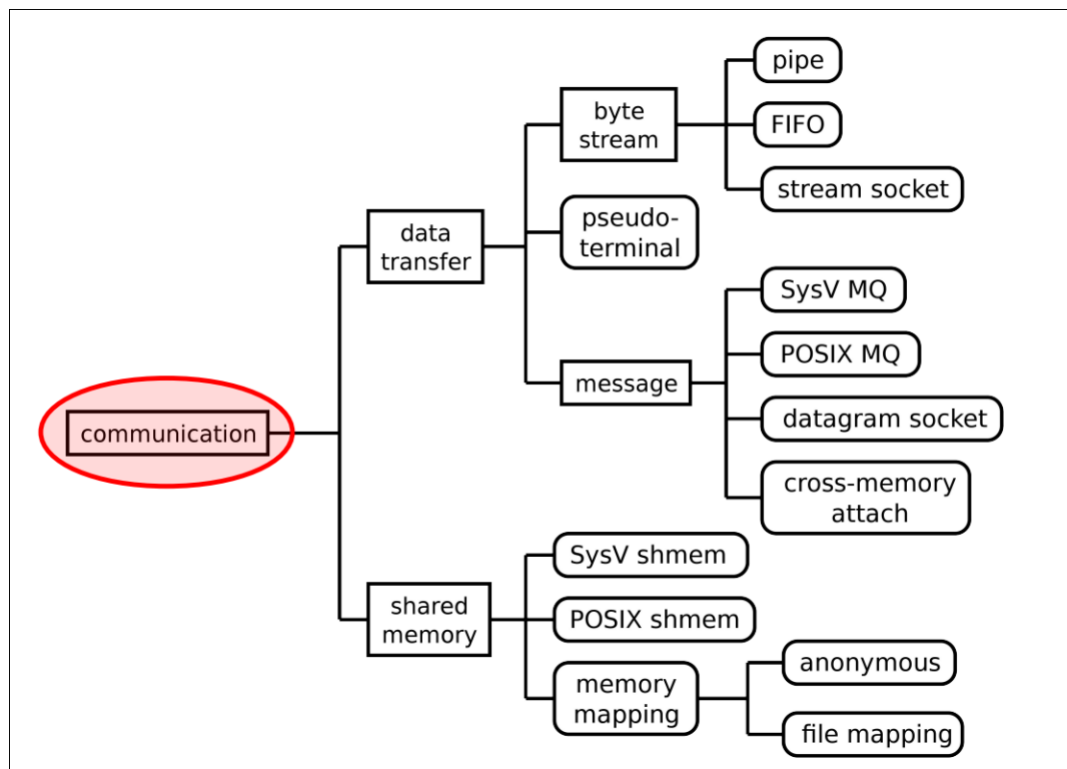 communication
data
transfer
byte
stream
pipe
FIFO
stream socket
pseudo-
terminal
message
SysV MQ
POSIX MQ
datagram socket
cross-memory
attach
shared
memory
SysV shmem
POSIX shmem
memory
mapping
anonymous
file mapping